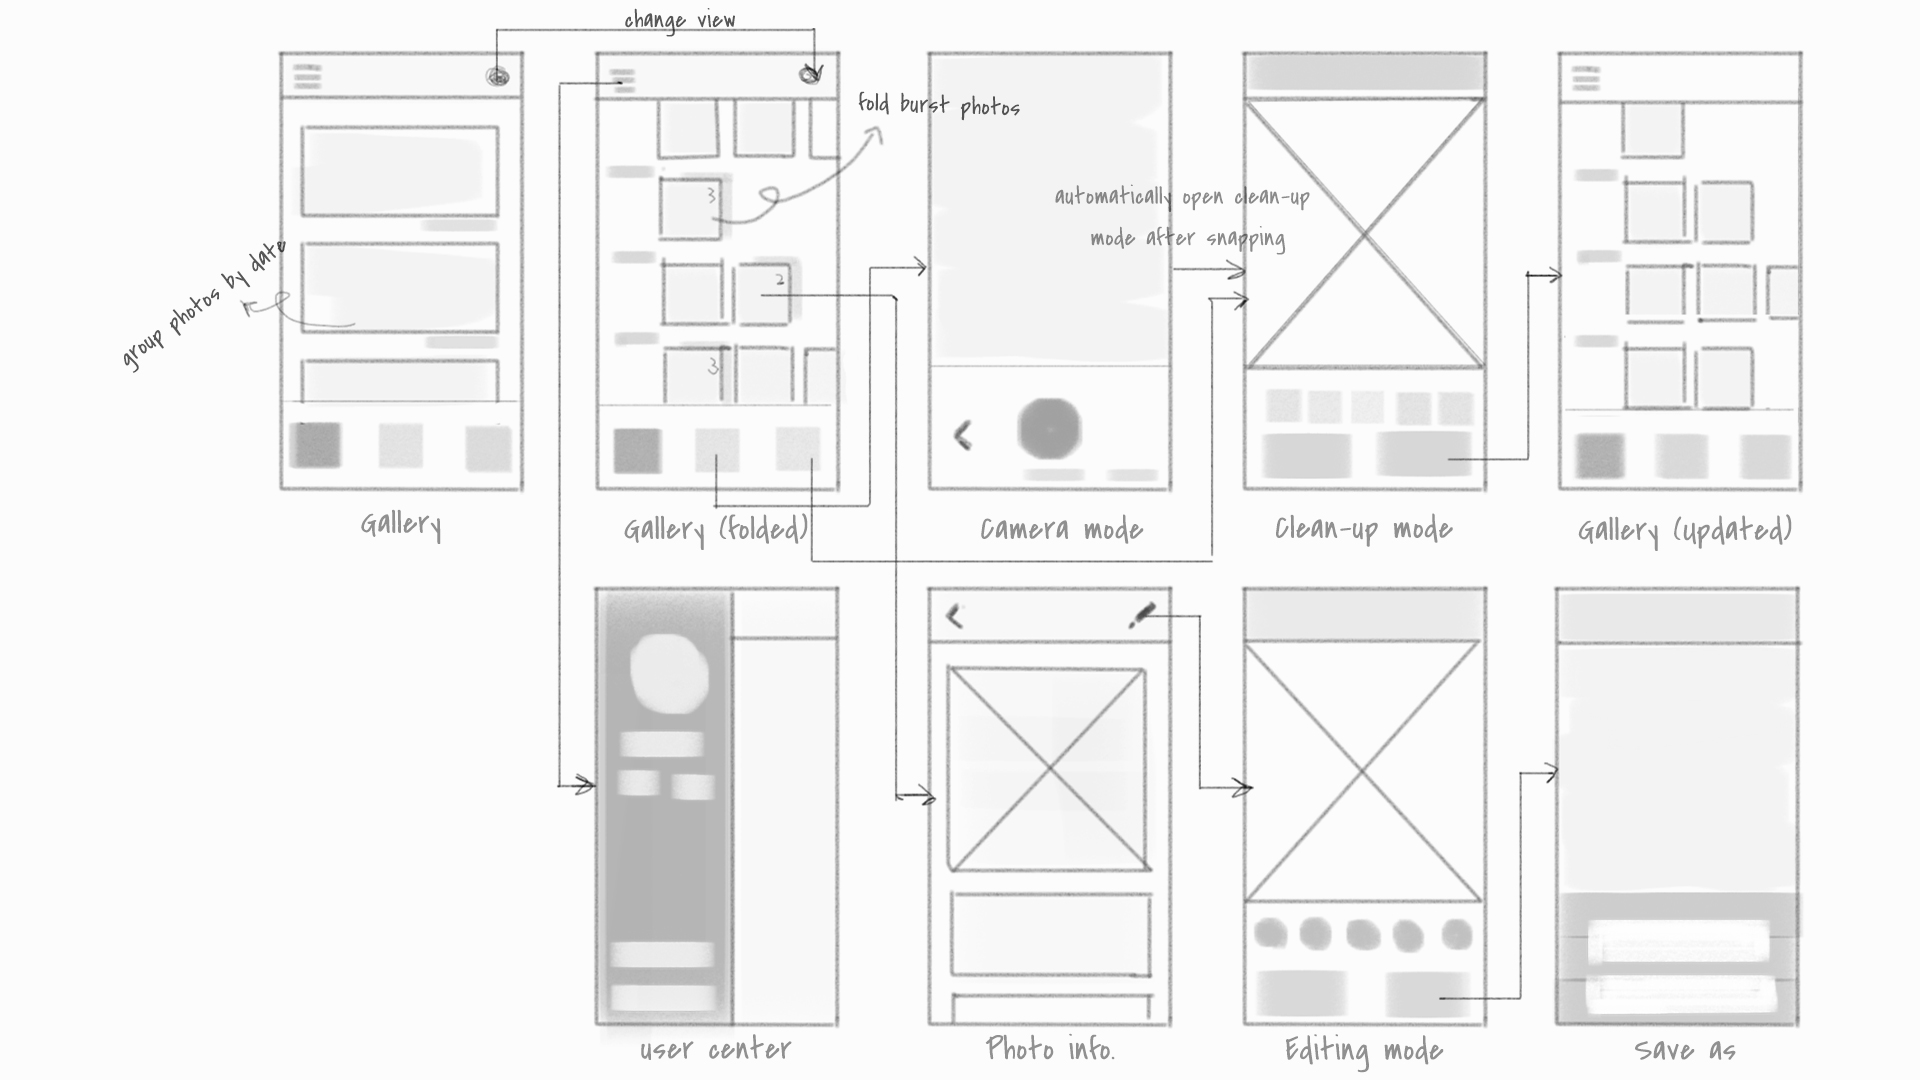 change view
fold burst photos
3
automatically open clean-up
mode after snapping
group photos by date
2
3
Gallery
Gallery (folded)
Camera mode
Clean-up mode
Gallery (updated)
user center
Photo info.
Editing mode
Save as